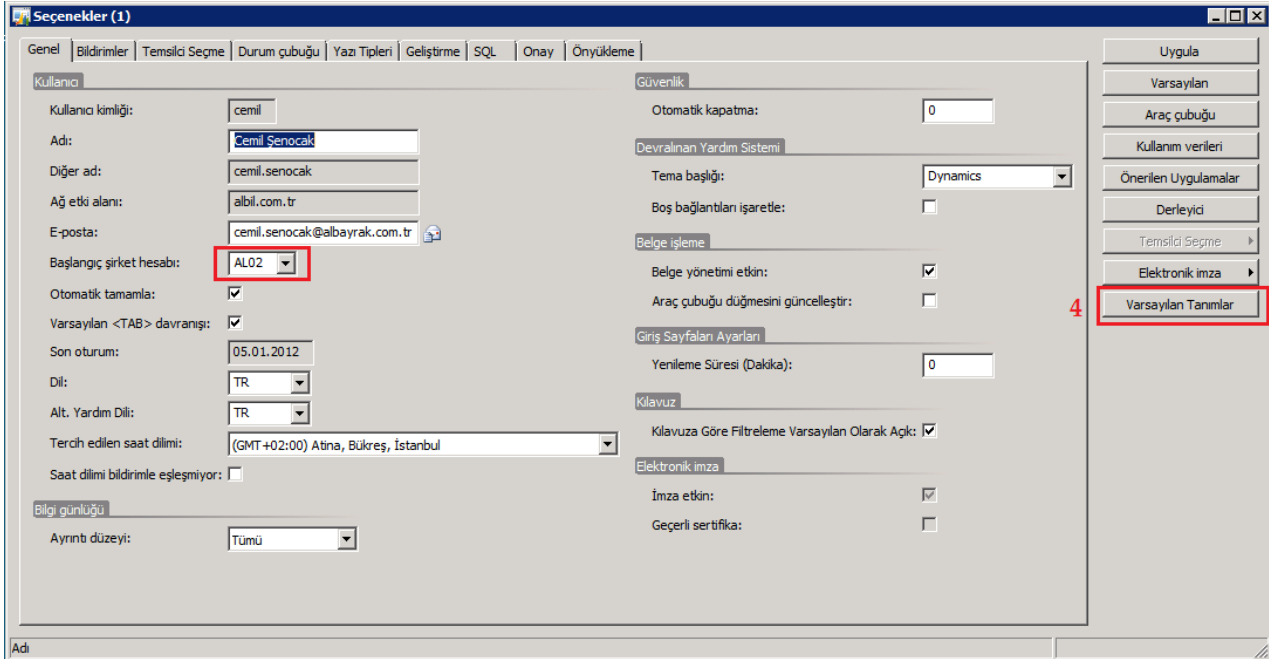 Seçenekler (1)
Genel Bildirimler Temsilci Seçme Durum çubuğu Yazı Tipleri Geliştirme SQL Onay Önyükleme
Kullanıcı
Kullanıcı kimliği: cemil
Adı: Cemil Şenocak
Diğer ad: cemil.senocak
Ağ etki alanı: albil.com.tr
E-posta: cemil.senocak@albayrak.com.tr
Başlangıç şirket hesabı: AL02
Otomatik tamamla:
Varsayılan <TAB> davranışı:
Son oturum: 05.01.2012
Dil: TR
Alt. Yardım Dili: TR
Tercih edilen saat dilimi: (GMT+02:00) Atina, Bükreş, İstanbul
Saat dilimi bildirimle eşleşmiyor:
Bilgi günlüğü
Ayrıntı düzeyi: Tümü
Güvenlik
Otomatik kapatma: 0
Devralınan Yardım Sistemi
Tema başlığı: Dynamics
Boş bağlantıları işaretle:
Belge işleme
Belge yönetimi etkin:
Araç çubuğu düğmesini güncelleştir:
Giriş Sayfaları Ayarları
Yenileme Süresi (Dakika): 0
Kılavuz
Kılavuza Göre Filtreleme Varsayılan Olarak Açık:
Elektronik imza
İmza etkin:
Geçerli sertifika:
Uygula
Varsayılan
Araç çubuğu
Kullanım verileri
Önerilen Uygulamalar
Derleyici
Temsilci Seçme
Elektronik imza
4 Varsayılan Tanımlar
Adı